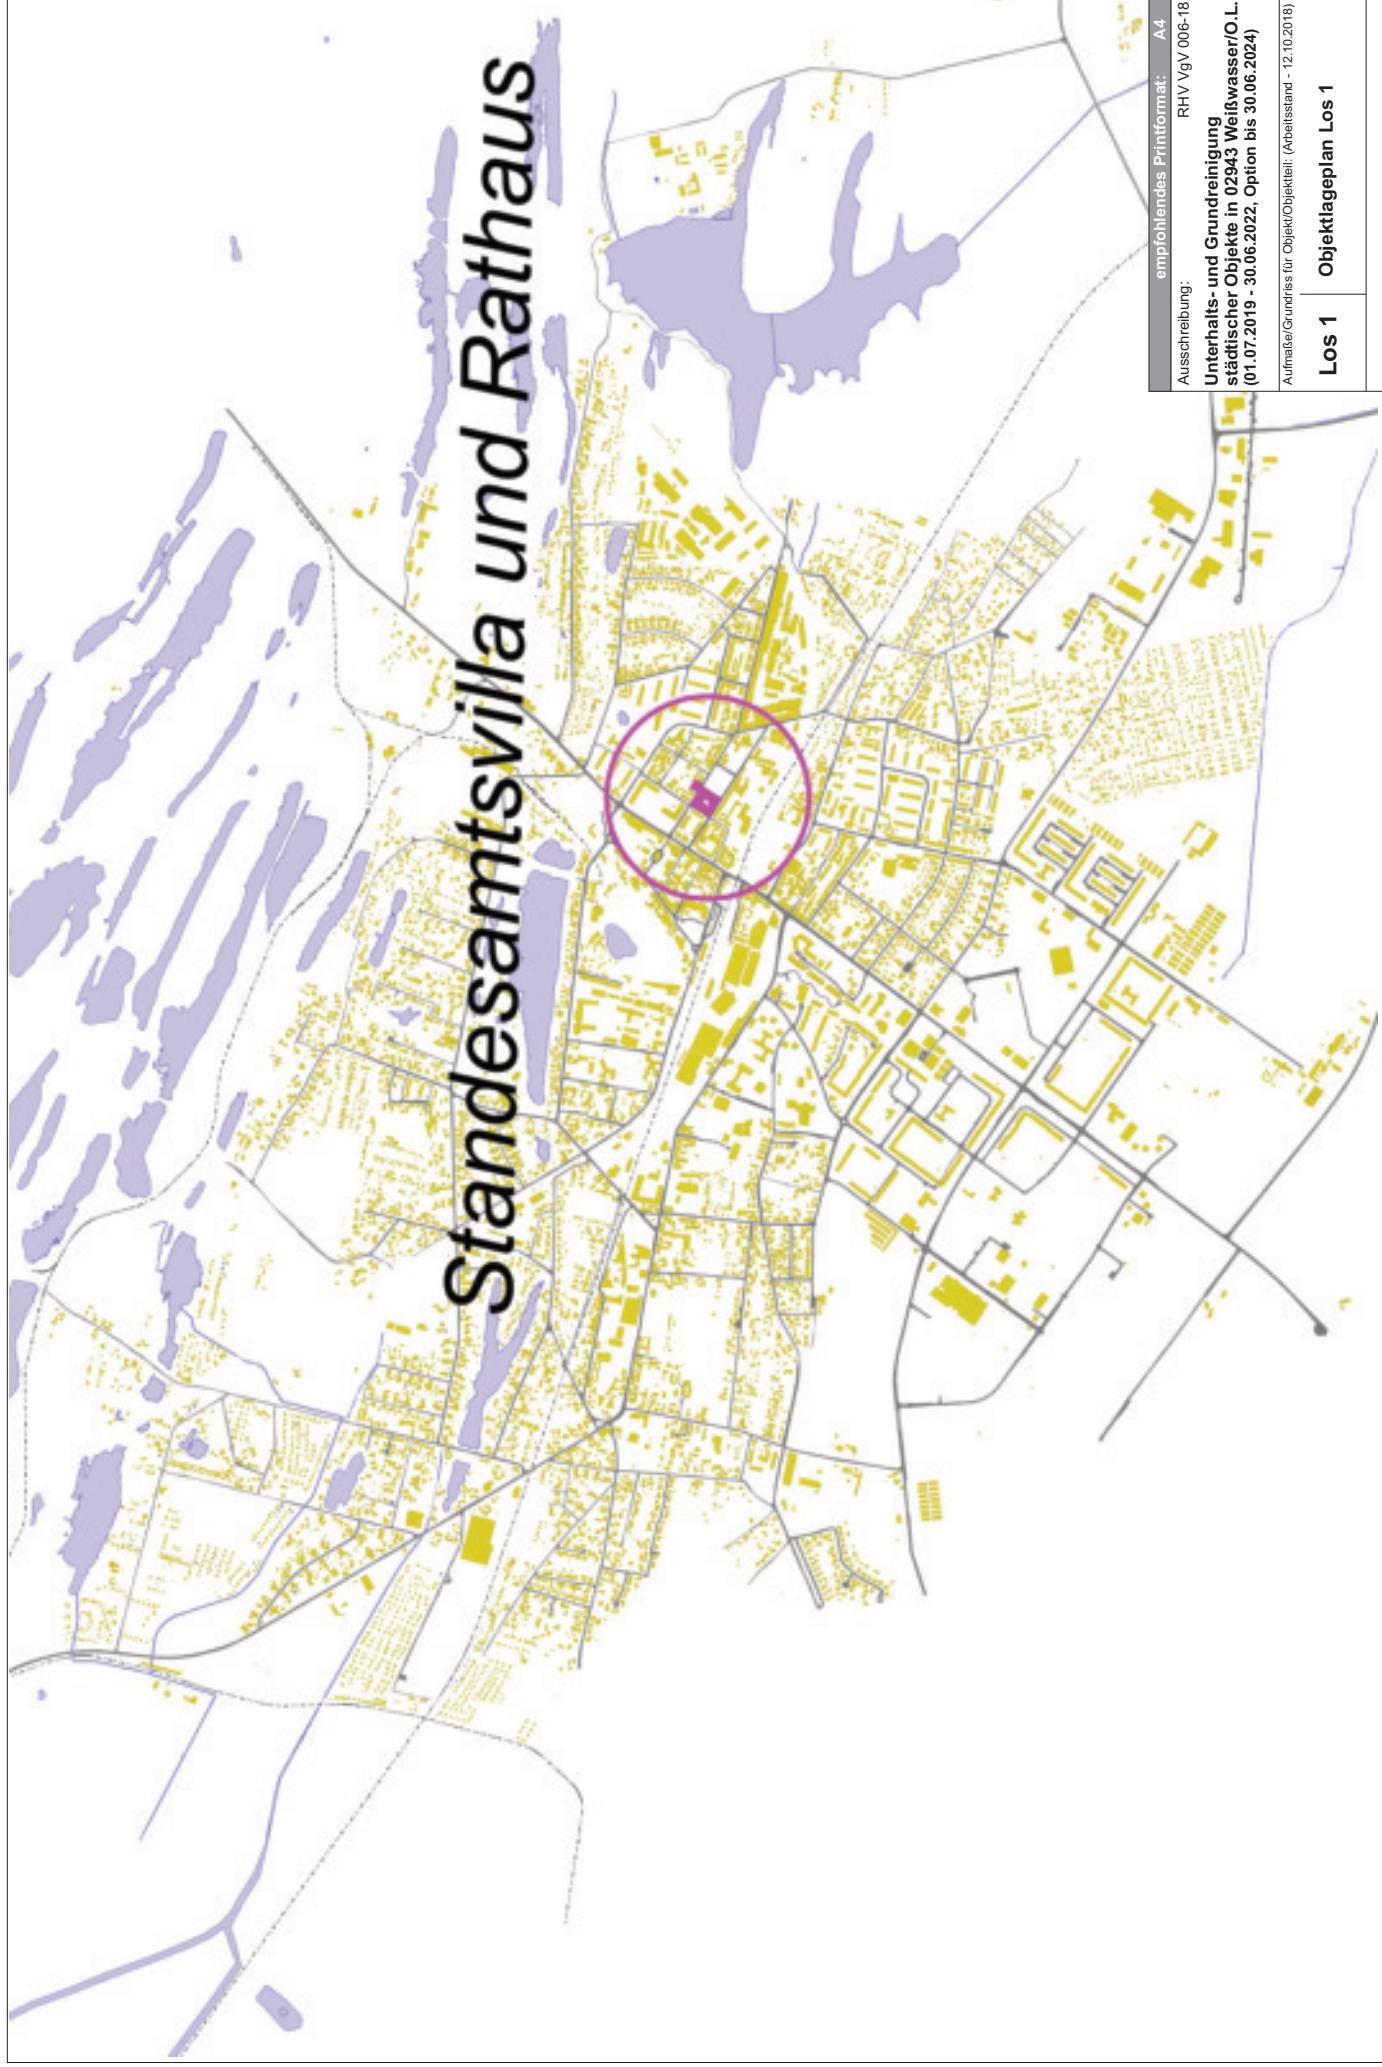 Standesamtsvilla und Rathaus
empfohlendes Printformat: A4
Ausschreibung: RHV VgV 006-18
Unterhalts- und Grundreinigung
städtischer Objekte in 02943 Weißwasser/O.L.
(01.07.2019 - 30.06.2022, Option bis 30.06.2024)
Aufmaße/Grundriss für Objekt/Objektteil: (Arbeitsstand - 12.10.2018)
Los 1 Objektlageplan Los 1